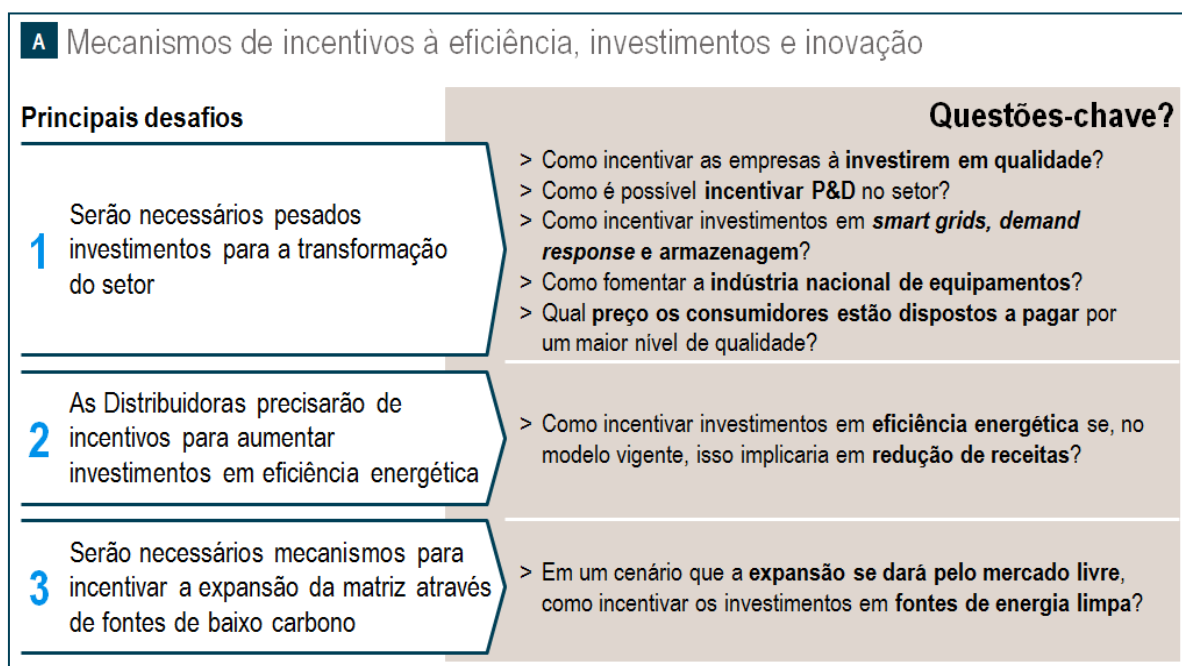 A Mecanismos de incentivos à eficiência, investimentos e inovação
Principais desafios
Questões-chave?
1
Serão necessários pesados
investimentos para a transformação
do setor
> Como incentivar as empresas à investirem em qualidade?
> Como é possível incentivar P&D no setor?
> Como incentivar investimentos em smart grids, demand
response e armazenagem?
> Como fomentar a indústria nacional de equipamentos?
> Qual preço os consumidores estão dispostos a pagar por
um maior nível de qualidade?
2
As Distribuidoras precisarão de
incentivos para aumentar
investimentos em eficiência energética
> Como incentivar investimentos em eficiência energética se, no
modelo vigente, isso implicaria em redução de receitas?
3
Serão necessários mecanismos para
incentivar a expansão da matriz através
de fontes de baixo carbono
> Em um cenário que a expansão se dará pelo mercado livre,
como incentivar os investimentos em fontes de energia limpa?